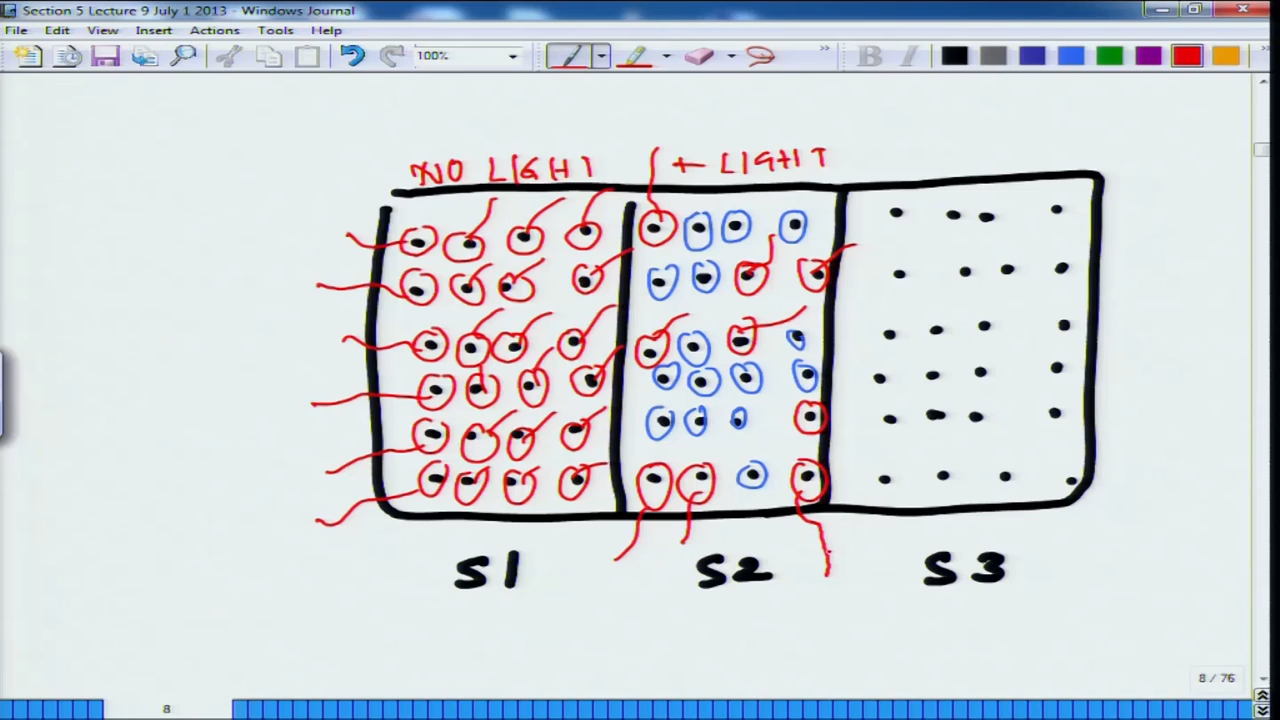 Section 5 Lecture 9 July 1 2013 - Windows Journal
File Edit View Insert Actions Tools Help
100%
B I
NO LIGHT + LIGHT
S1 S2 S3
8 / 76
8